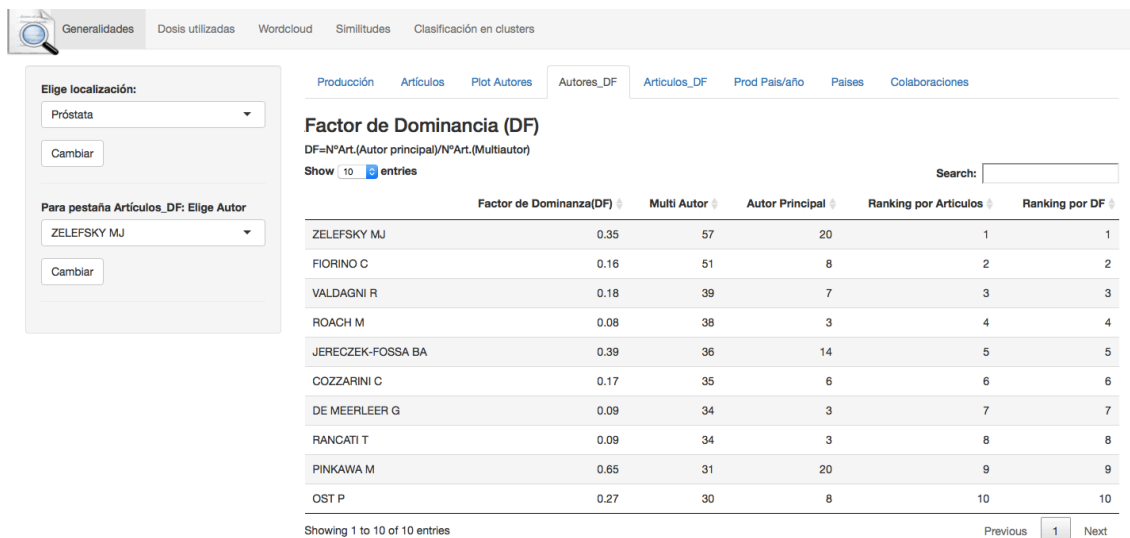 Generalidades Dosis utilizadas Wordcloud Similitudes Clasificación en clusters
Elige localización:
Próstata
Cambiar
Para pestaña Artículos_DF: Elige Autor
ZELEFSKY MJ
Cambiar
Producción Artículos Plot Autores Autores_DF Articulos_DF Prod Pais/año Paises Colaboraciones
Factor de Dominancia (DF)
DF=NºArt.(Autor principal)/NºArt.(Multiautor)
Show 10 entries Search:
Factor de Dominanza(DF) Multi Autor Autor Principal Ranking por Articulos Ranking por DF
ZELEFSKY MJ 0.35 57 20 1 1
FIORINO C 0.16 51 8 2 2
VALDAGNI R 0.18 39 7 3 3
ROACH M 0.08 38 3 4 4
JERECZEK-FOSSA BA 0.39 36 14 5 5
COZZARINI C 0.17 35 6 6 6
DE MEERLEER G 0.09 34 3 7 7
RANCATI T 0.09 34 3 8 8
PINKAWA M 0.65 31 20 9 9
OST P 0.27 30 8 10 10
Showing 1 to 10 of 10 entries Previous 1 Next